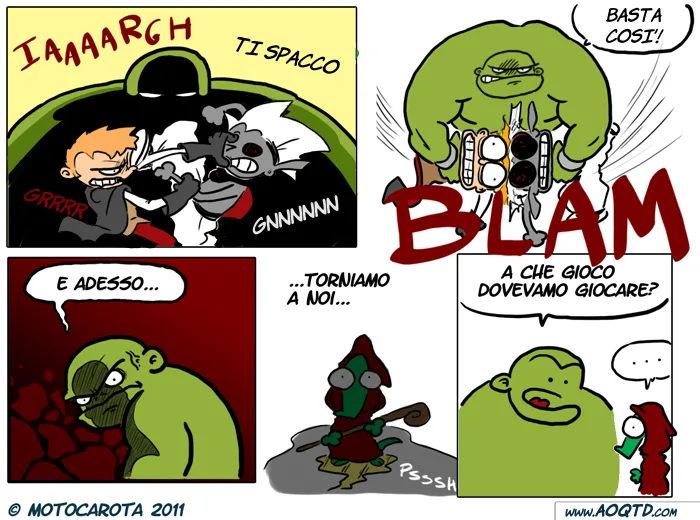 IAAAARGH
TI SPACCO
GRRRR
GNNNNNN
BASTA
COSI'!
BLAM
E ADESSO...
...TORNIAMO
A NOI...
PSSSH
A CHE GIOCO
DOVEVAMO GIOCARE?
...
© MOTOCAROTA 2011
WWW.AOQTD.COM